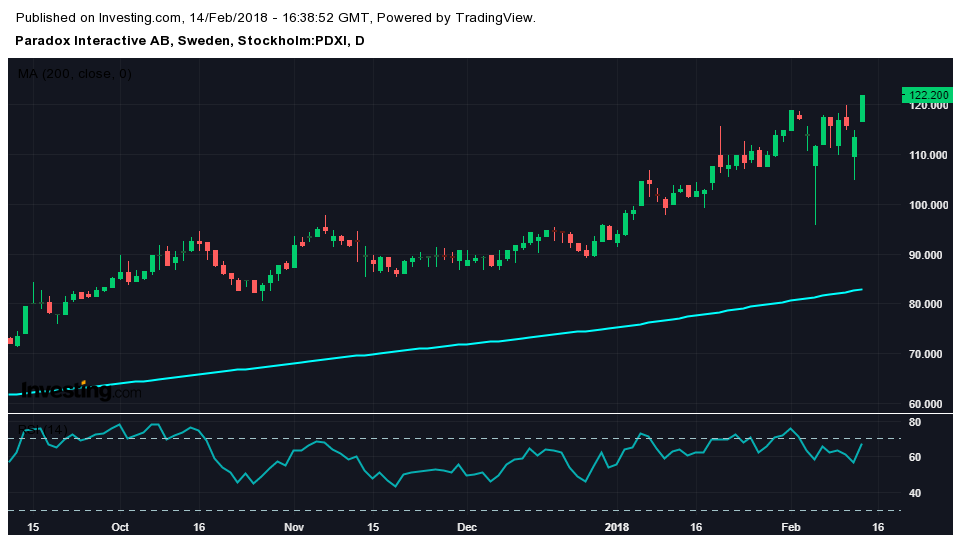 Published on Investing.com, 14/Feb/2018 - 16:38:52 GMT, Powered by TradingView.
Paradox Interactive AB, Sweden, Stockholm:PDXI, D
MA (200, close, 0)
122.200
120.000
110.000
100.000
90.000
80.000
70.000
60.000
Investing.com
RSI (14)
80
60
40
15 Oct 16 Nov 15 Dec 2018 16 Feb 16